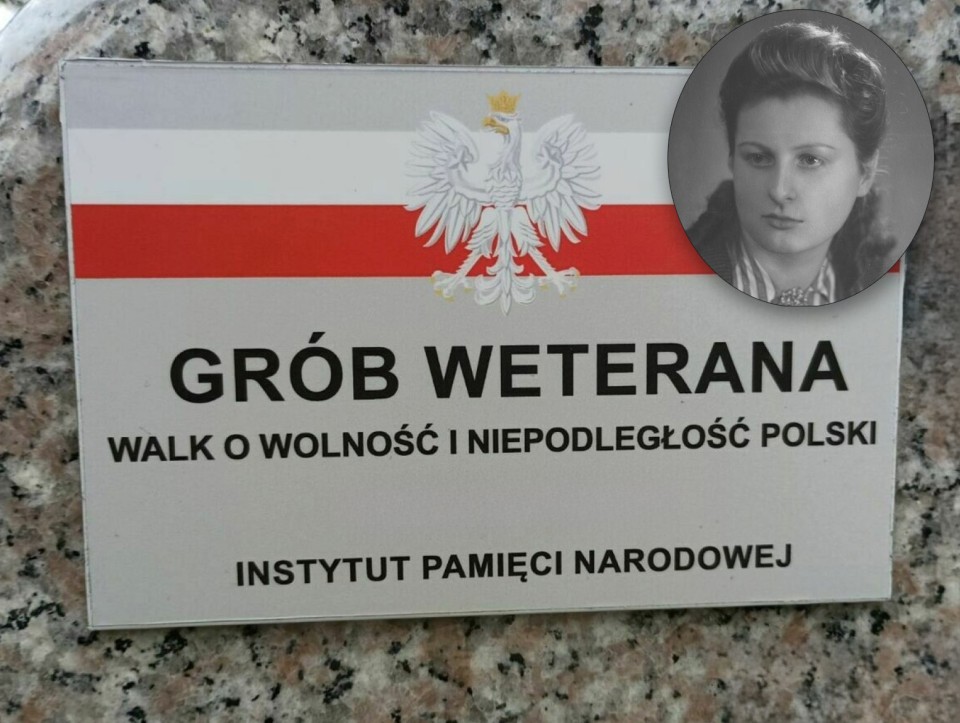 GRÓB WETERANA
WALK O WOLNOŚĆ I NIEPODLEGŁOŚĆ POLSKI
INSTYTUT PAMIĘCI NARODOWEJ